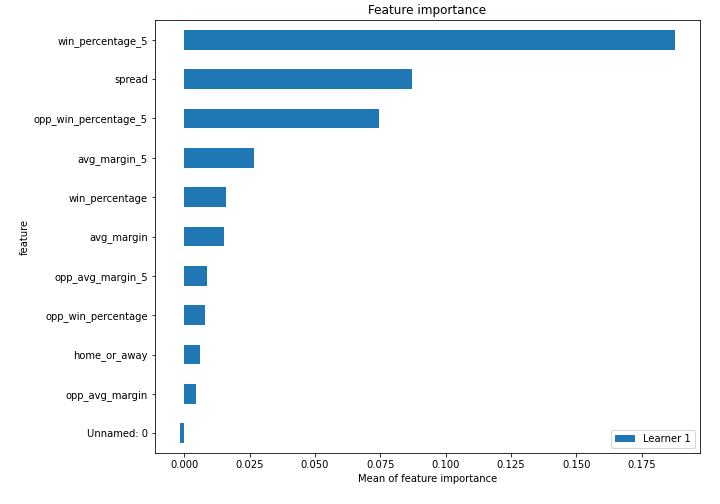 Feature importance
win_percentage_5
spread
opp_win_percentage_5
avg_margin_5
win_percentage
avg_margin
opp_avg_margin_5
opp_win_percentage
home_or_away
opp_avg_margin
Unnamed: 0
feature
Learner 1
0.000 0.025 0.050 0.075 0.100 0.125 0.150 0.175
Mean of feature importance